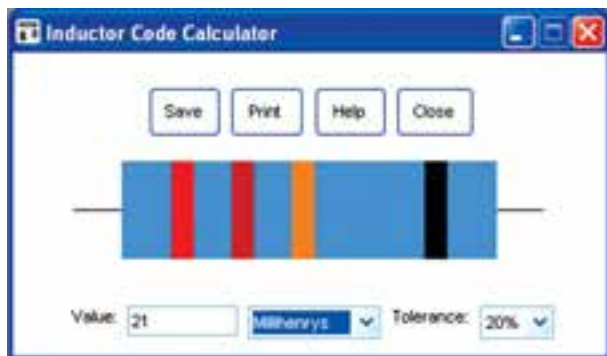 Inductor Code Calculator
Save Print Help Close
Value: 21 Millihenrys Tolerance: 20%